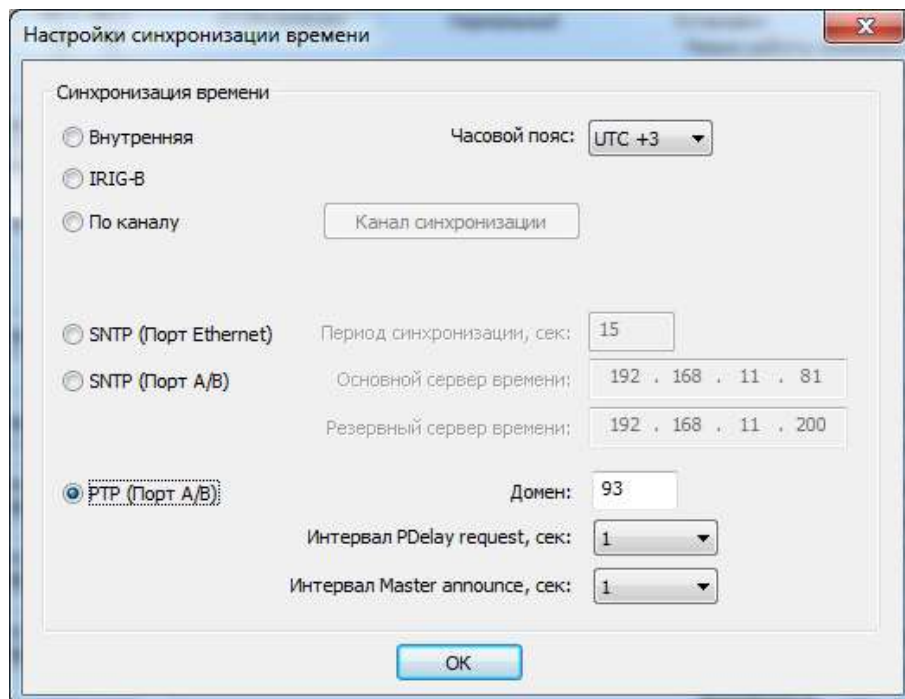 Настройки синхронизации времени
Синхронизация времени
Внутренняя
Часовой пояс: UTC +3
IRIG-B
По каналу
Канал синхронизации
SNTP (Порт Ethernet)
Период синхронизации, сек: 15
SNTP (Порт A/B)
Основной сервер времени: 192 . 168 . 11 . 81
Резервный сервер времени: 192 . 168 . 11 . 200
PTP (Порт A/B)
Домен: 93
Интервал PDelay request, сек: 1
Интервал Master announce, сек: 1
OK